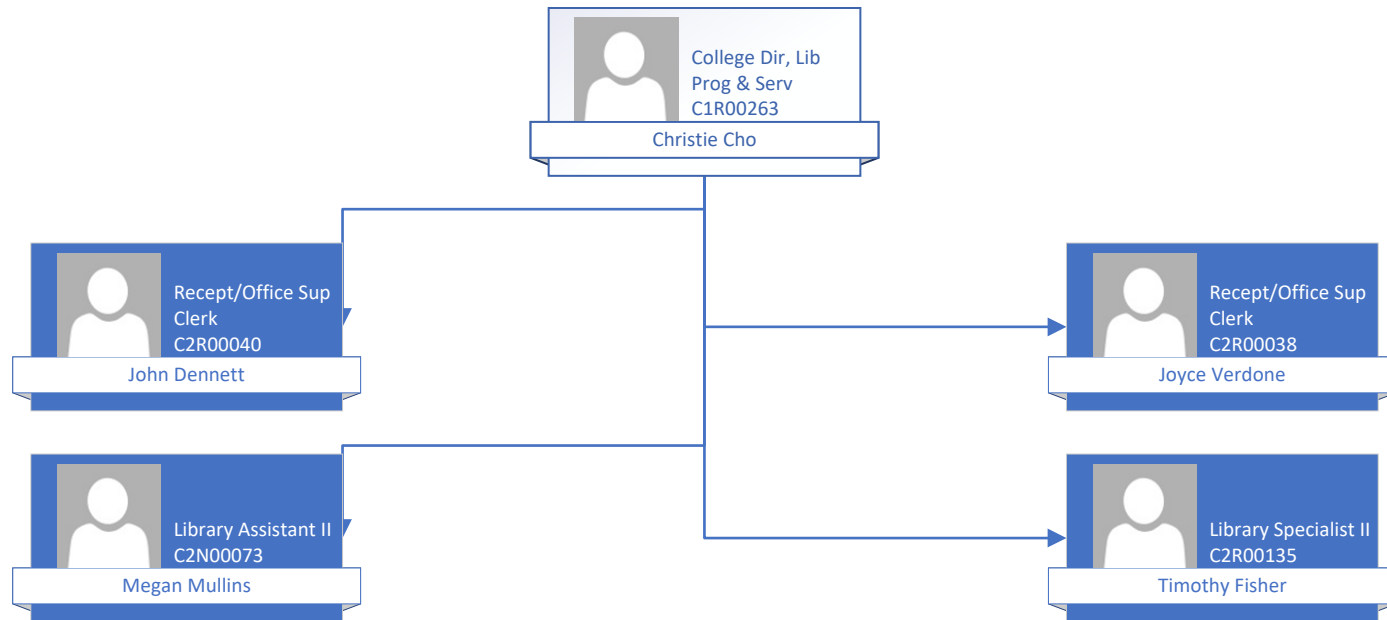 College Dir, Lib
Prog & Serv
C1R00263
Christie Cho
Recept/Office Sup
Clerk
C2R00040
John Dennett
Recept/Office Sup
Clerk
C2R00038
Joyce Verdone
Library Assistant II
C2N00073
Megan Mullins
Library Specialist II
C2R00135
Timothy Fisher